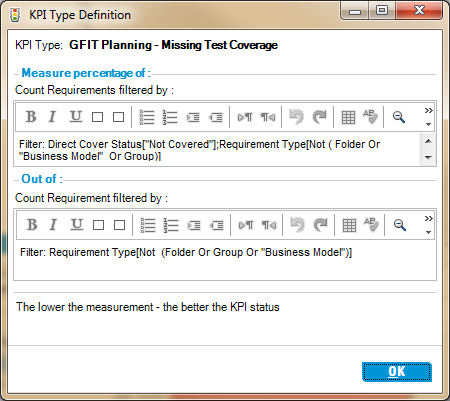 KPI Type Definition
KPI Type: GFIT Planning - Missing Test Coverage
Measure percentage of :
Count Requirements filtered by :
B I U
Filter: Direct Cover Status["Not Covered"];Requirement Type[Not ( Folder Or
"Business Model" Or Group)]
Out of :
Count Requirement filtered by :
B I U
Filter: Requirement Type[Not (Folder Or Group Or "Business Model")]
The lower the measurement - the better the KPI status
OK